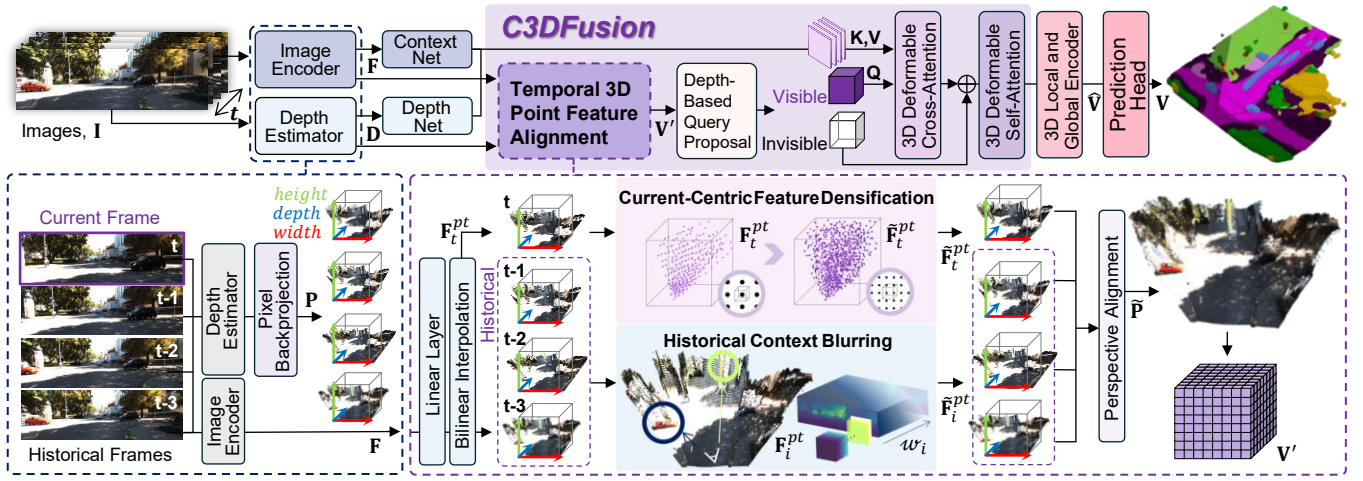 C3DFusion
Images, I
t
Image
Encoder
Depth
Estimator
F
D
Context
Net
Depth
Net
Temporal 3D
Point Feature
Alignment
V′
Depth-
Based
Query
Proposal
K,V
Q
Visible
Invisible
3D Deformable
Cross-Attention
3D Deformable
Self-Attention
3D Local and
Global Encoder
V̂
Prediction
Head
V
Current Frame
t
t-1
t-2
t-3
Historical Frames
Depth
Estimator
Pixel
Backprojection
Image
Encoder
P
height
depth
width
F
Linear Layer
Bilinear Interpolation
F_t^{pt}
Historical
t
t-1
t-2
t-3
Current-Centric Feature Densification
F_t^{pt}
F̃_t^{pt}
Historical Context Blurring
F_i^{pt}
w_i
F̃_t^{pt}
F̃_i^{pt}
Perspective Alignment
P̃
V′